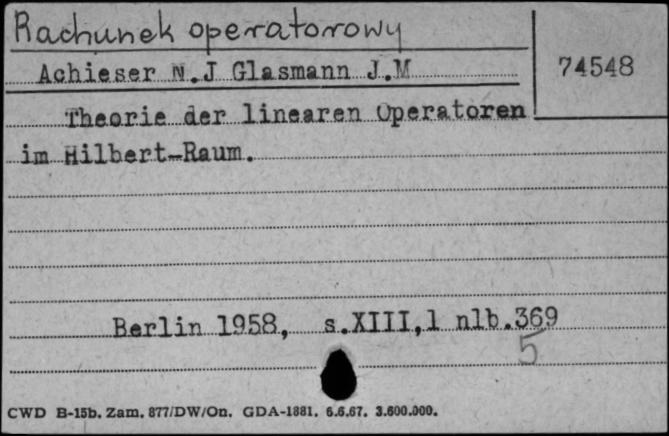 Rachunek operatorowy
Achieser N.J Glasmann J.M
74548
Theorie der linearen Operatoren
im Hilbert-Raum.
Berlin 1958, s.XIII,1 nlb.369
5
CWD B-15b. Zam. 877/DW/On. GDA-1881. 6.6.67. 3.600.000.